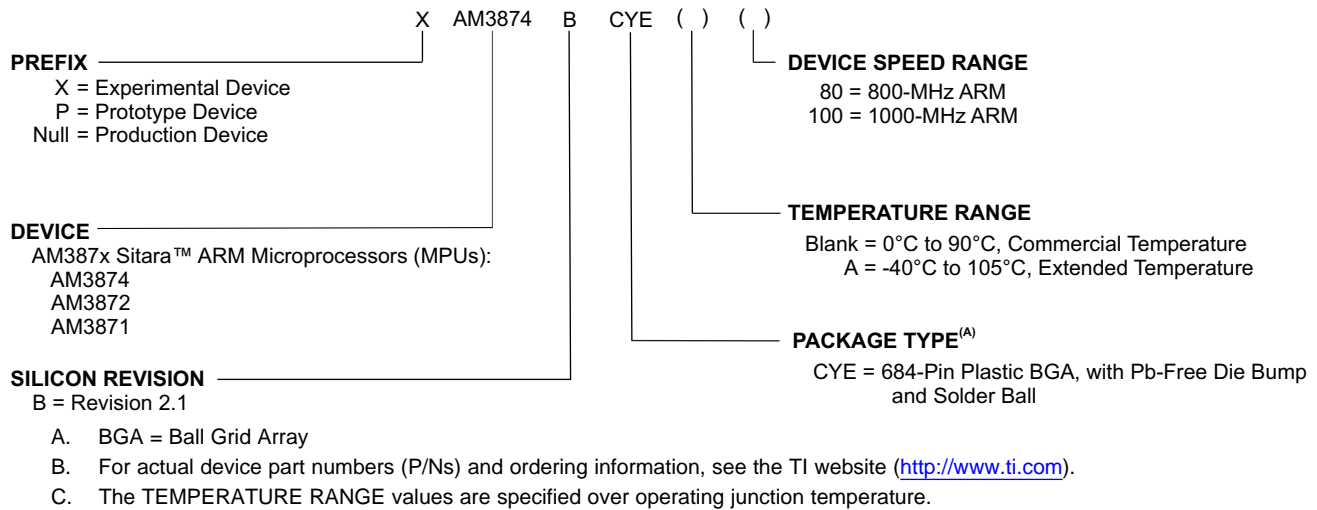 X AM3874 B CYE ( ) ( )
PREFIX
X = Experimental Device
P = Prototype Device
Null = Production Device
DEVICE SPEED RANGE
80 = 800-MHz ARM
100 = 1000-MHz ARM
DEVICE
AM387x Sitara™ ARM Microprocessors (MPUs):
AM3874
AM3872
AM3871
TEMPERATURE RANGE
Blank = 0°C to 90°C, Commercial Temperature
A = -40°C to 105°C, Extended Temperature
PACKAGE TYPE(A)
CYE = 684-Pin Plastic BGA, with Pb-Free Die Bump
and Solder Ball
SILICON REVISION
B = Revision 2.1
A. BGA = Ball Grid Array
B. For actual device part numbers (P/Ns) and ordering information, see the TI website (http://www.ti.com).
C. The TEMPERATURE RANGE values are specified over operating junction temperature.